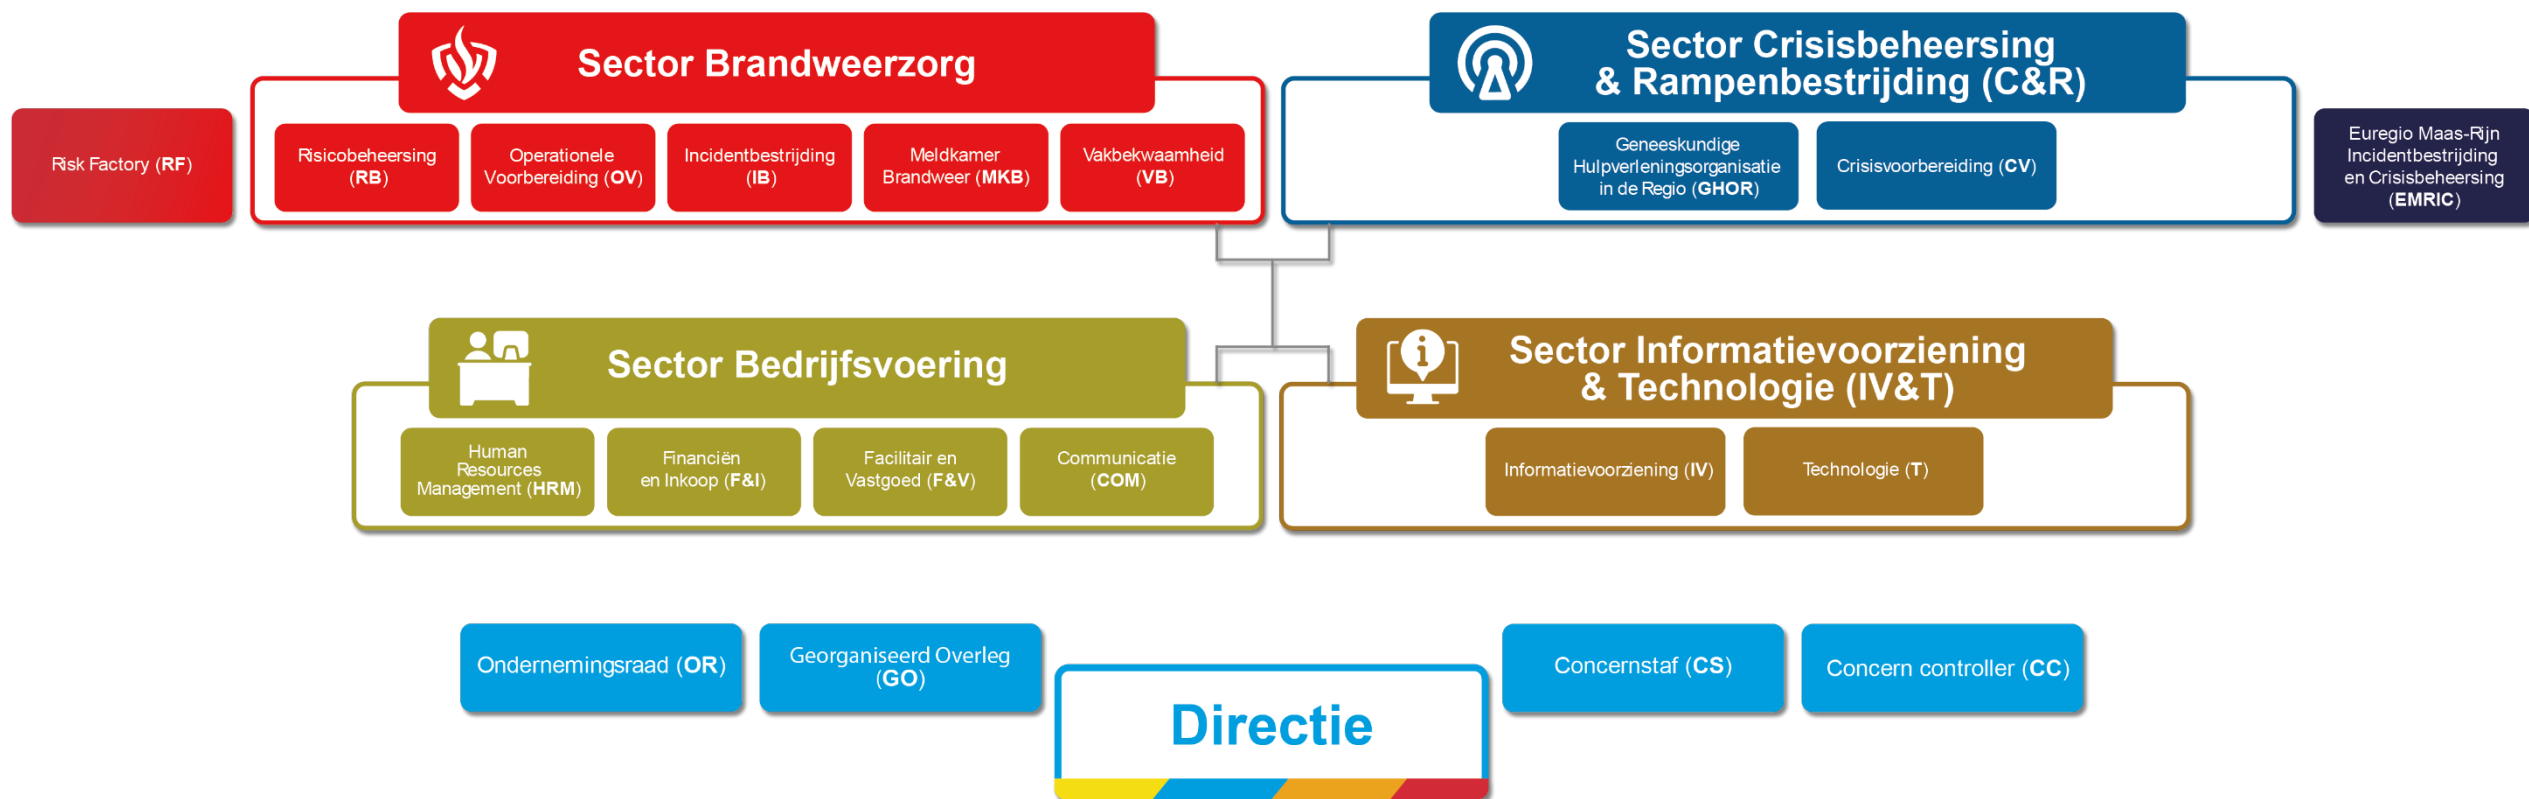 Sector Brandweerzorg
Sector Crisisbeheersing
& Rampenbestrijding (C&R)
Risk Factory (RF)
Risicobeheersing
(RB)
Operationele
Voorbereiding (OV)
Incidentbestrijding
(IB)
Meldkamer
Brandweer (MKB)
Vakbekwaamheid
(VB)
Geneeskundige
Hulpverleningsorganisatie
in de Regio (GHOR)
Crisisvoorbereiding (CV)
Euregio Maas-Rijn
Incidentbestrijding
en Crisisbeheersing
(EMRIC)
Sector Bedrijfsvoering
Sector Informatievoorziening
& Technologie (IV&T)
Human
Resources
Management (HRM)
Financiën
en Inkoop (F&I)
Facilitair en
Vastgoed (F&V)
Communicatie
(COM)
Informatievoorziening (IV)
Technologie (T)
Ondernemingsraad (OR)
Georganiseerd Overleg
(GO)
Concernstaf (CS)
Concern controller (CC)
Directie